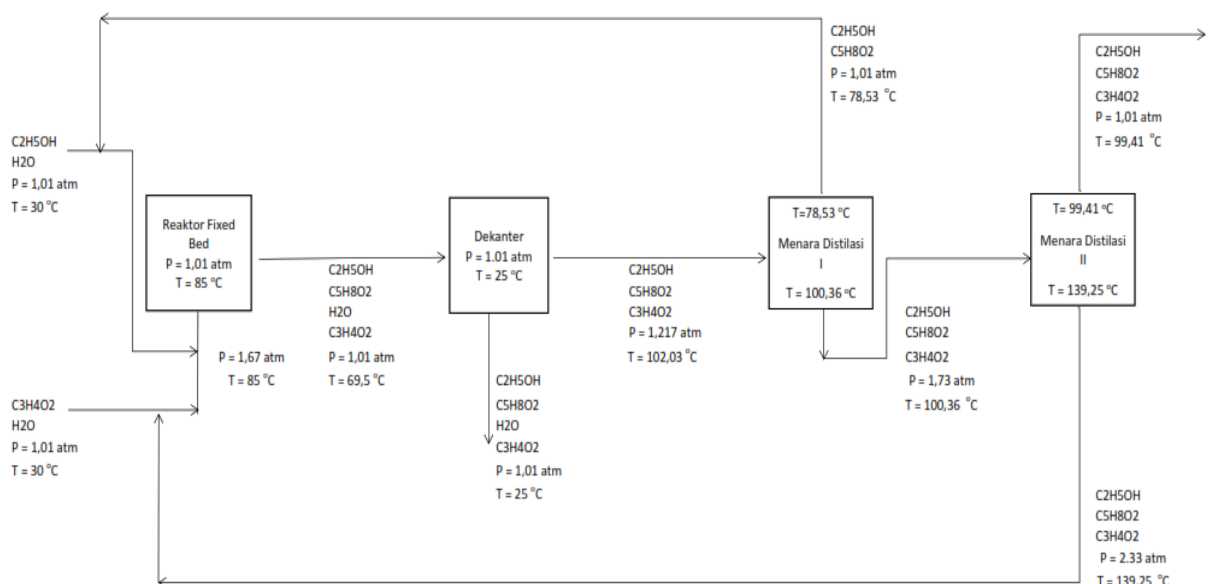 C2H5OH
C5H8O2
P = 1,01 atm
T = 78,53 °C
C2H5OH
C5H8O2
C3H4O2
P = 1,01 atm
T = 99,41 °C
C2H5OH
H2O
P = 1,01 atm
T = 30 °C
Reaktor Fixed
Bed
P = 1,01 atm
T = 85 °C
Dekanter
P = 1.01 atm
T = 25 °C
T=78,53 °C
Menara Distilasi
I
T = 100,36 °C
T= 99,41 °C
Menara Distilasi
II
T = 139,25 °C
C2H5OH
C5H8O2
H2O
C3H4O2
P = 1,01 atm
T = 69,5 °C
C2H5OH
C5H8O2
C3H4O2
P = 1,217 atm
T = 102,03 °C
C2H5OH
C5H8O2
C3H4O2
P = 1,73 atm
T = 100,36 °C
P = 1,67 atm
T = 85 °C
C3H4O2
H2O
P = 1,01 atm
T = 30 °C
C2H5OH
C5H8O2
H2O
C3H4O2
P = 1,01 atm
T = 25 °C
C2H5OH
C5H8O2
C3H4O2
P = 2.33 atm
T = 139,25 °C